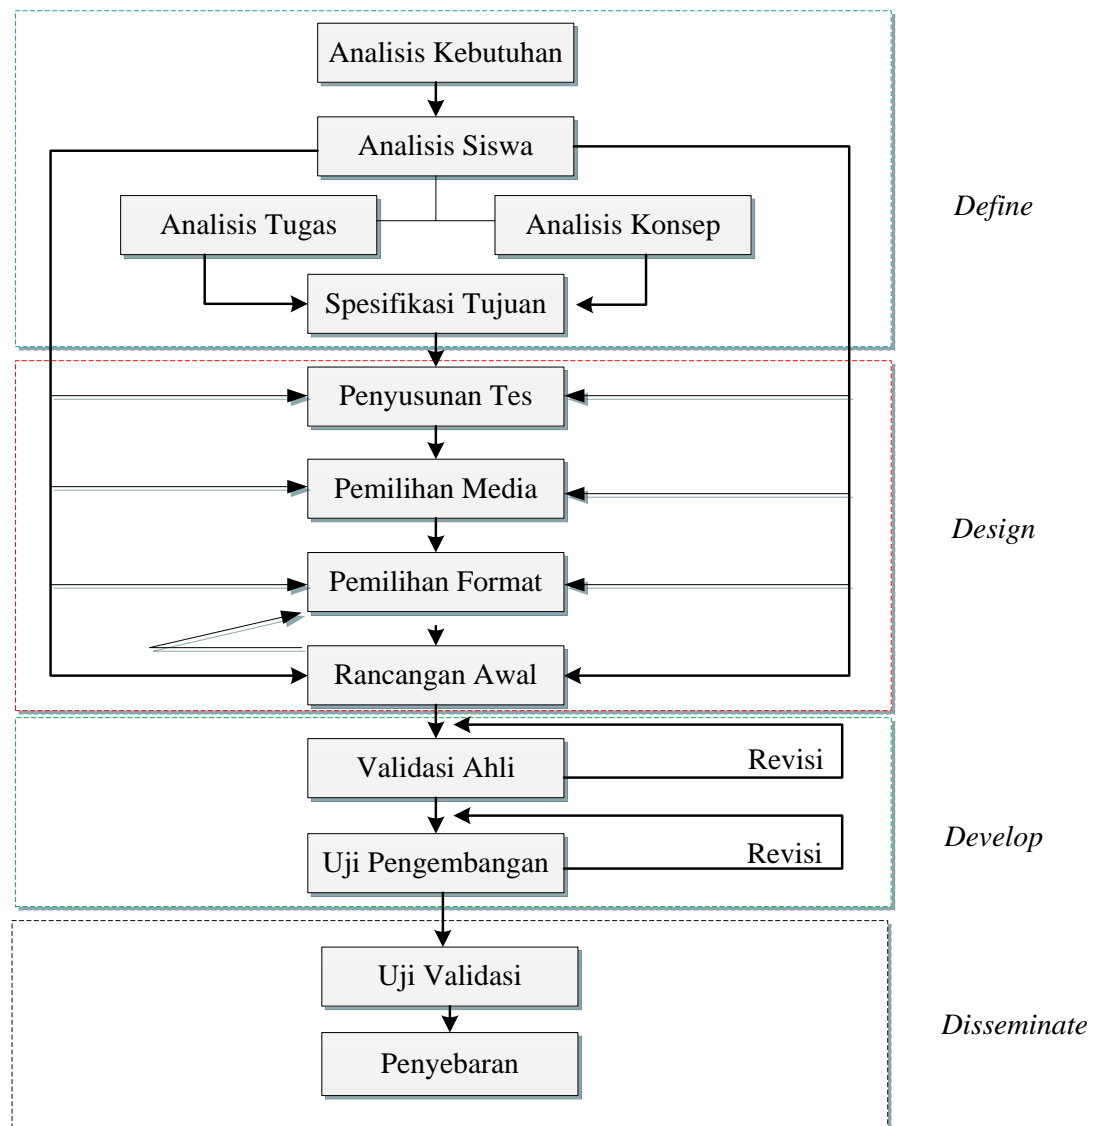 Analisis Kebutuhan
Analisis Siswa
Analisis Tugas
Analisis Konsep
Define
Spesifikasi Tujuan
Penyusunan Tes
Pemilihan Media
Design
Pemilihan Format
Rancangan Awal
Validasi Ahli
Revisi
Develop
Uji Pengembangan
Revisi
Uji Validasi
Disseminate
Penyebaran